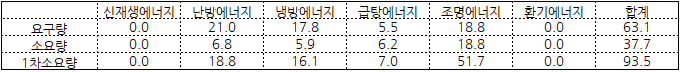 신재생에너지 난방에너지 냉방에너지 급탕에너지 조명에너지 환기에너지 합계
요구량 0.0 21.0 17.8 5.5 18.8 0.0 63.1
소요량 0.0 6.8 5.9 6.2 18.8 0.0 37.7
1차소요량 0.0 18.8 16.1 7.0 51.7 0.0 93.5